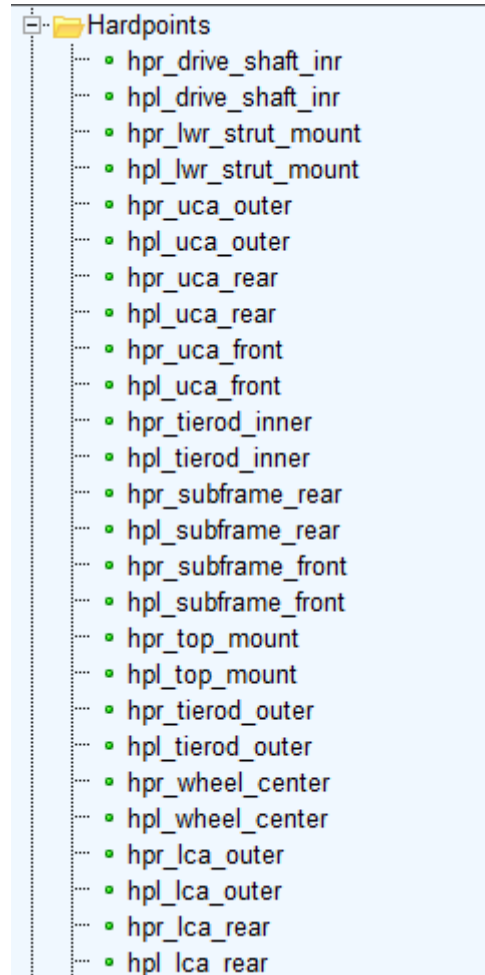 Hardpoints
hpr_drive_shaft_inr
hpl_drive_shaft_inr
hpr_lwr_strut_mount
hpl_lwr_strut_mount
hpr_uca_outer
hpl_uca_outer
hpr_uca_rear
hpl_uca_rear
hpr_uca_front
hpl_uca_front
hpr_tierod_inner
hpl_tierod_inner
hpr_subframe_rear
hpl_subframe_rear
hpr_subframe_front
hpl_subframe_front
hpr_top_mount
hpl_top_mount
hpr_tierod_outer
hpl_tierod_outer
hpr_wheel_center
hpl_wheel_center
hpr_lca_outer
hpl_lca_outer
hpr_lca_rear
hpl_lca_rear